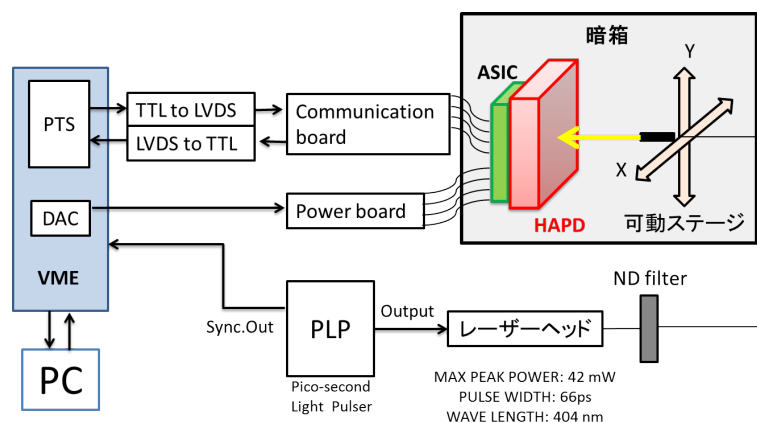 暗箱
Y
ASIC
PTS
TTL to LVDS
LVDS to TTL
Communication
board
X
HAPD
可動ステージ
DAC
Power board
VME
ND filter
Sync.Out
PLP
Output
レーザーヘッド
PC
Pico-second
Light Pulser
MAX PEAK POWER: 42 mW
PULSE WIDTH: 66ps
WAVE LENGTH: 404 nm